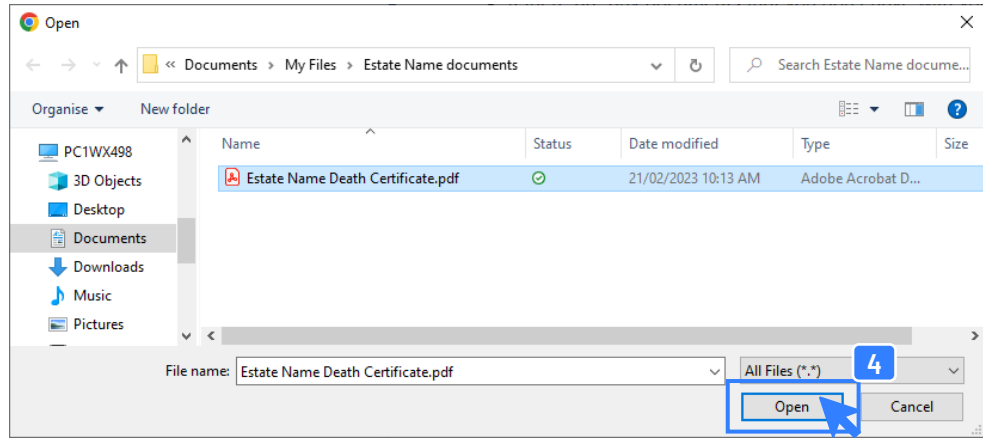 Open
« Documents > My Files > Estate Name documents
Search Estate Name docume...
Organise New folder
Name Status Date modified Type Size
PC1WX498
3D Objects
Desktop
Documents
Downloads
Music
Pictures
Estate Name Death Certificate.pdf 21/02/2023 10:13 AM Adobe Acrobat D...
File name: Estate Name Death Certificate.pdf All Files (*.*)
4
Open Cancel